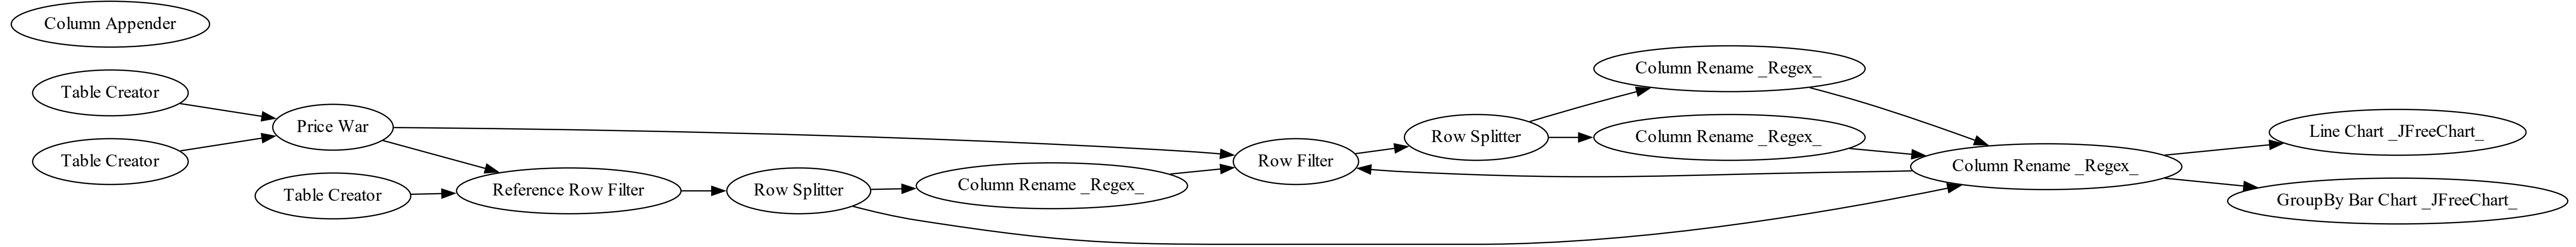 Column Appender
Table Creator
Table Creator
Price War
Table Creator
Reference Row Filter
Row Splitter
Column Rename _Regex_
Row Filter
Row Splitter
Column Rename _Regex_
Column Rename _Regex_
Column Rename _Regex_
Line Chart _JFreeChart_
GroupBy Bar Chart _JFreeChart_